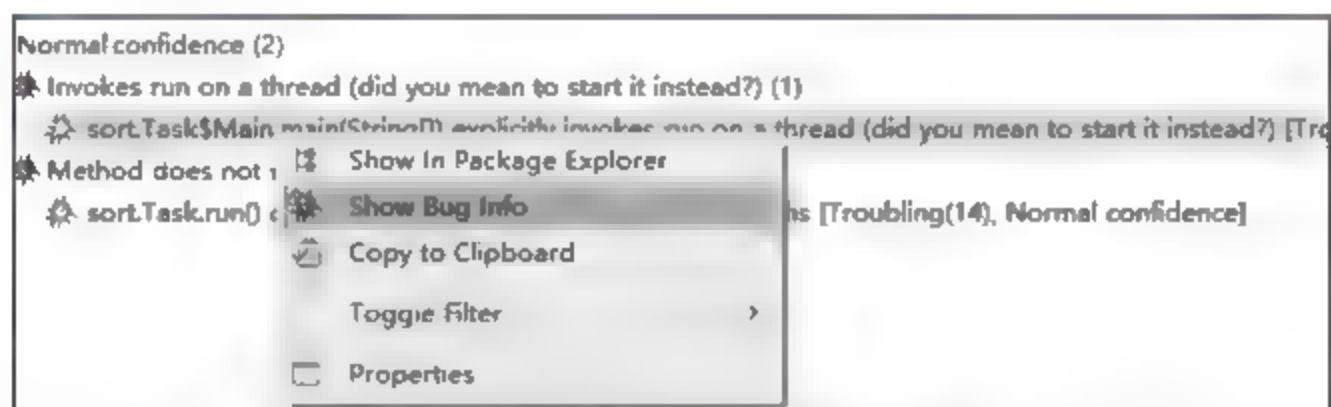 Normal confidence (2)
Invokes run on a thread (did you mean to start it instead?) (1)
sort.Task$Main.main(String[]) explicitly invokes run on a thread (did you mean to start it instead?)
Show In Package Explorer
Method does not
Show Bug Info
sort.Task.run() hs [Troubling(14), Normal confidence]
Copy to Clipboard
Toggle Filter
Properties